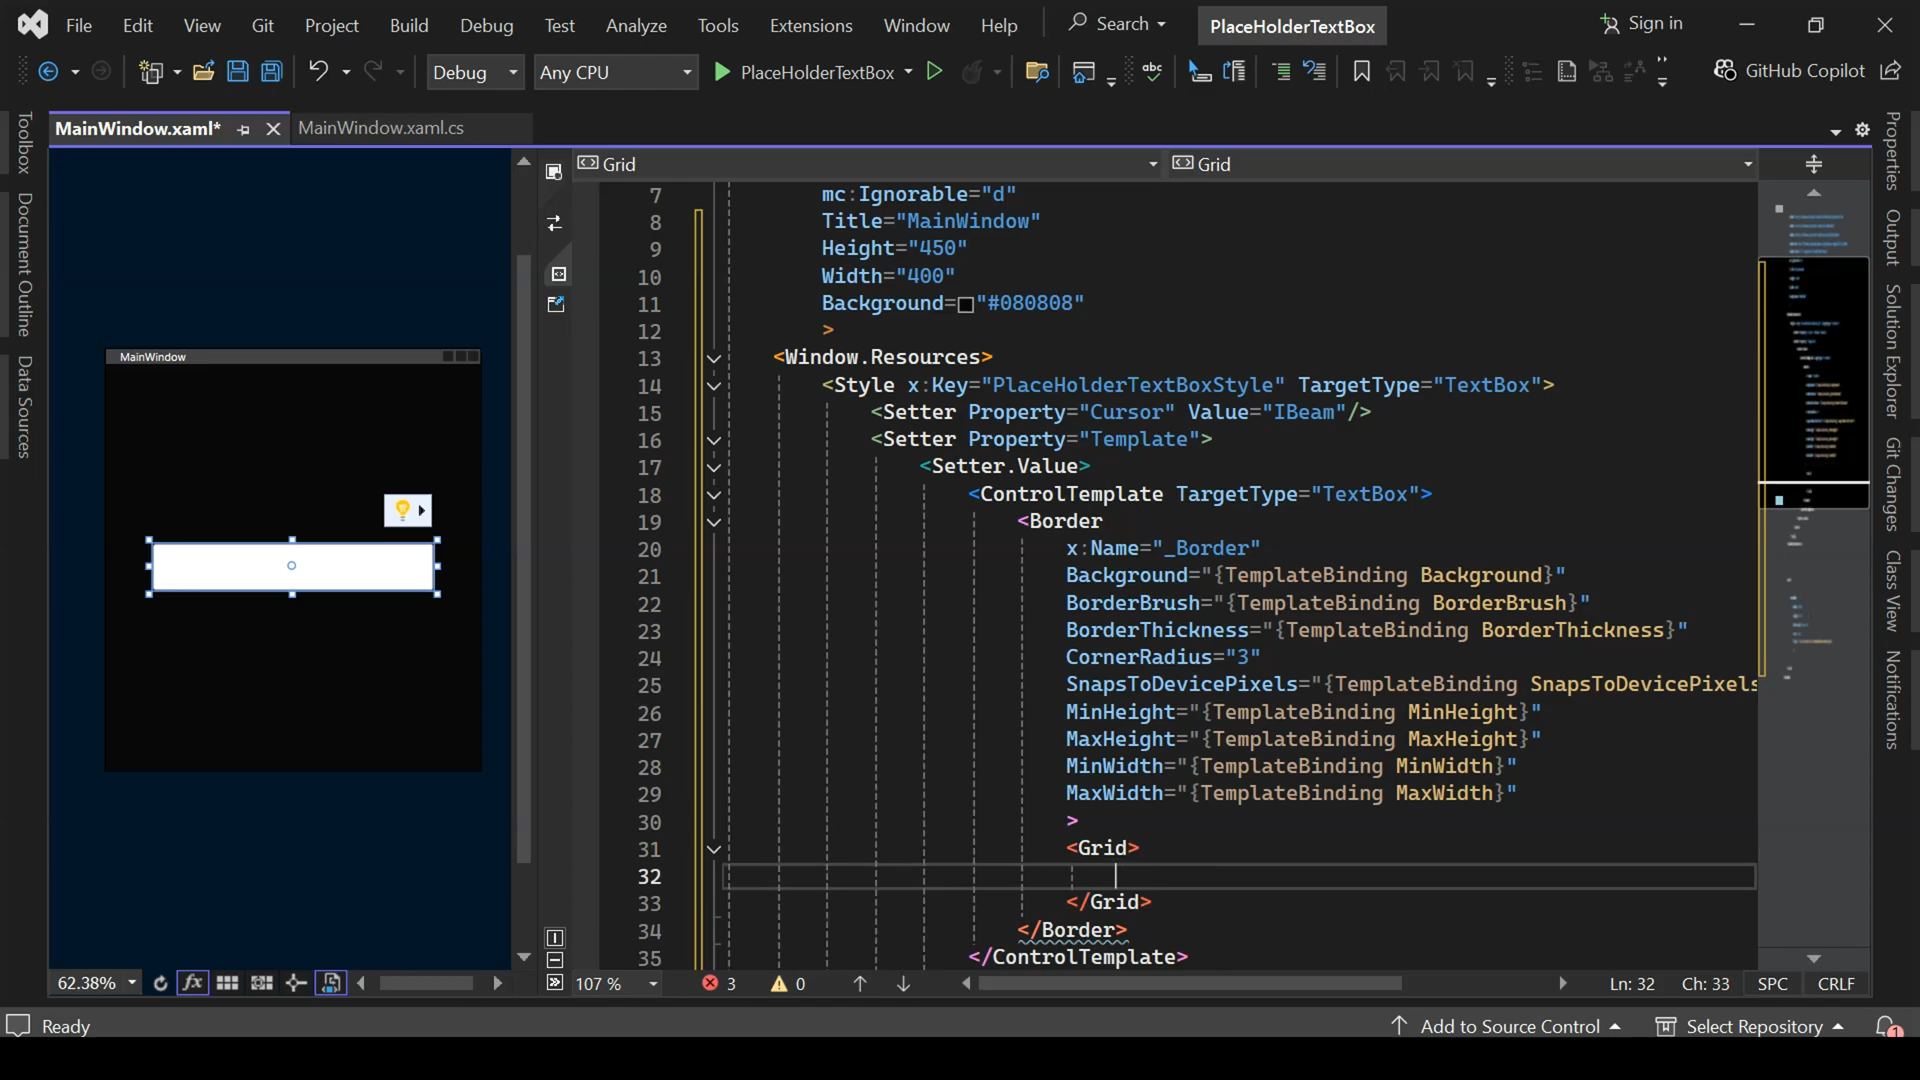 File Edit View Git Project Build Debug Test Analyze Tools Extensions Window Help Search PlaceHolderTextBox Sign in
Debug Any CPU PlaceHolderTextBox GitHub Copilot
MainWindow.xaml* MainWindow.xaml.cs
Toolbox
Document Outline
Data Sources
MainWindow
Grid Grid
7 mc:Ignorable="d"
8 Title="MainWindow"
9 Height="450"
10 Width="400"
11 Background="#080808"
12 >
13 <Window.Resources>
14 <Style x:Key="PlaceHolderTextBoxStyle" TargetType="TextBox">
15 <Setter Property="Cursor" Value="IBeam"/>
16 <Setter Property="Template">
17 <Setter.Value>
18 <ControlTemplate TargetType="TextBox">
19 <Border
20 x:Name="_Border"
21 Background="{TemplateBinding Background}"
22 BorderBrush="{TemplateBinding BorderBrush}"
23 BorderThickness="{TemplateBinding BorderThickness}"
24 CornerRadius="3"
25 SnapsToDevicePixels="{TemplateBinding SnapsToDevicePixels
26 MinHeight="{TemplateBinding MinHeight}"
27 MaxHeight="{TemplateBinding MaxHeight}"
28 MinWidth="{TemplateBinding MinWidth}"
29 MaxWidth="{TemplateBinding MaxWidth}"
30 >
31 <Grid>
32
33 </Grid>
34 </Border>
35 </ControlTemplate>
Properties
Output
Solution Explorer
Git Changes
Class View
Notifications
62.38% fx 107 % 3 0 Ln: 32 Ch: 33 SPC CRLF
Ready Add to Source Control Select Repository 1